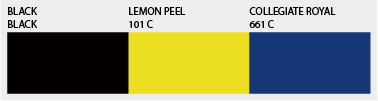 BLACK
BLACK
LEMON PEEL
101 C
COLLEGIATE ROYAL
661 C